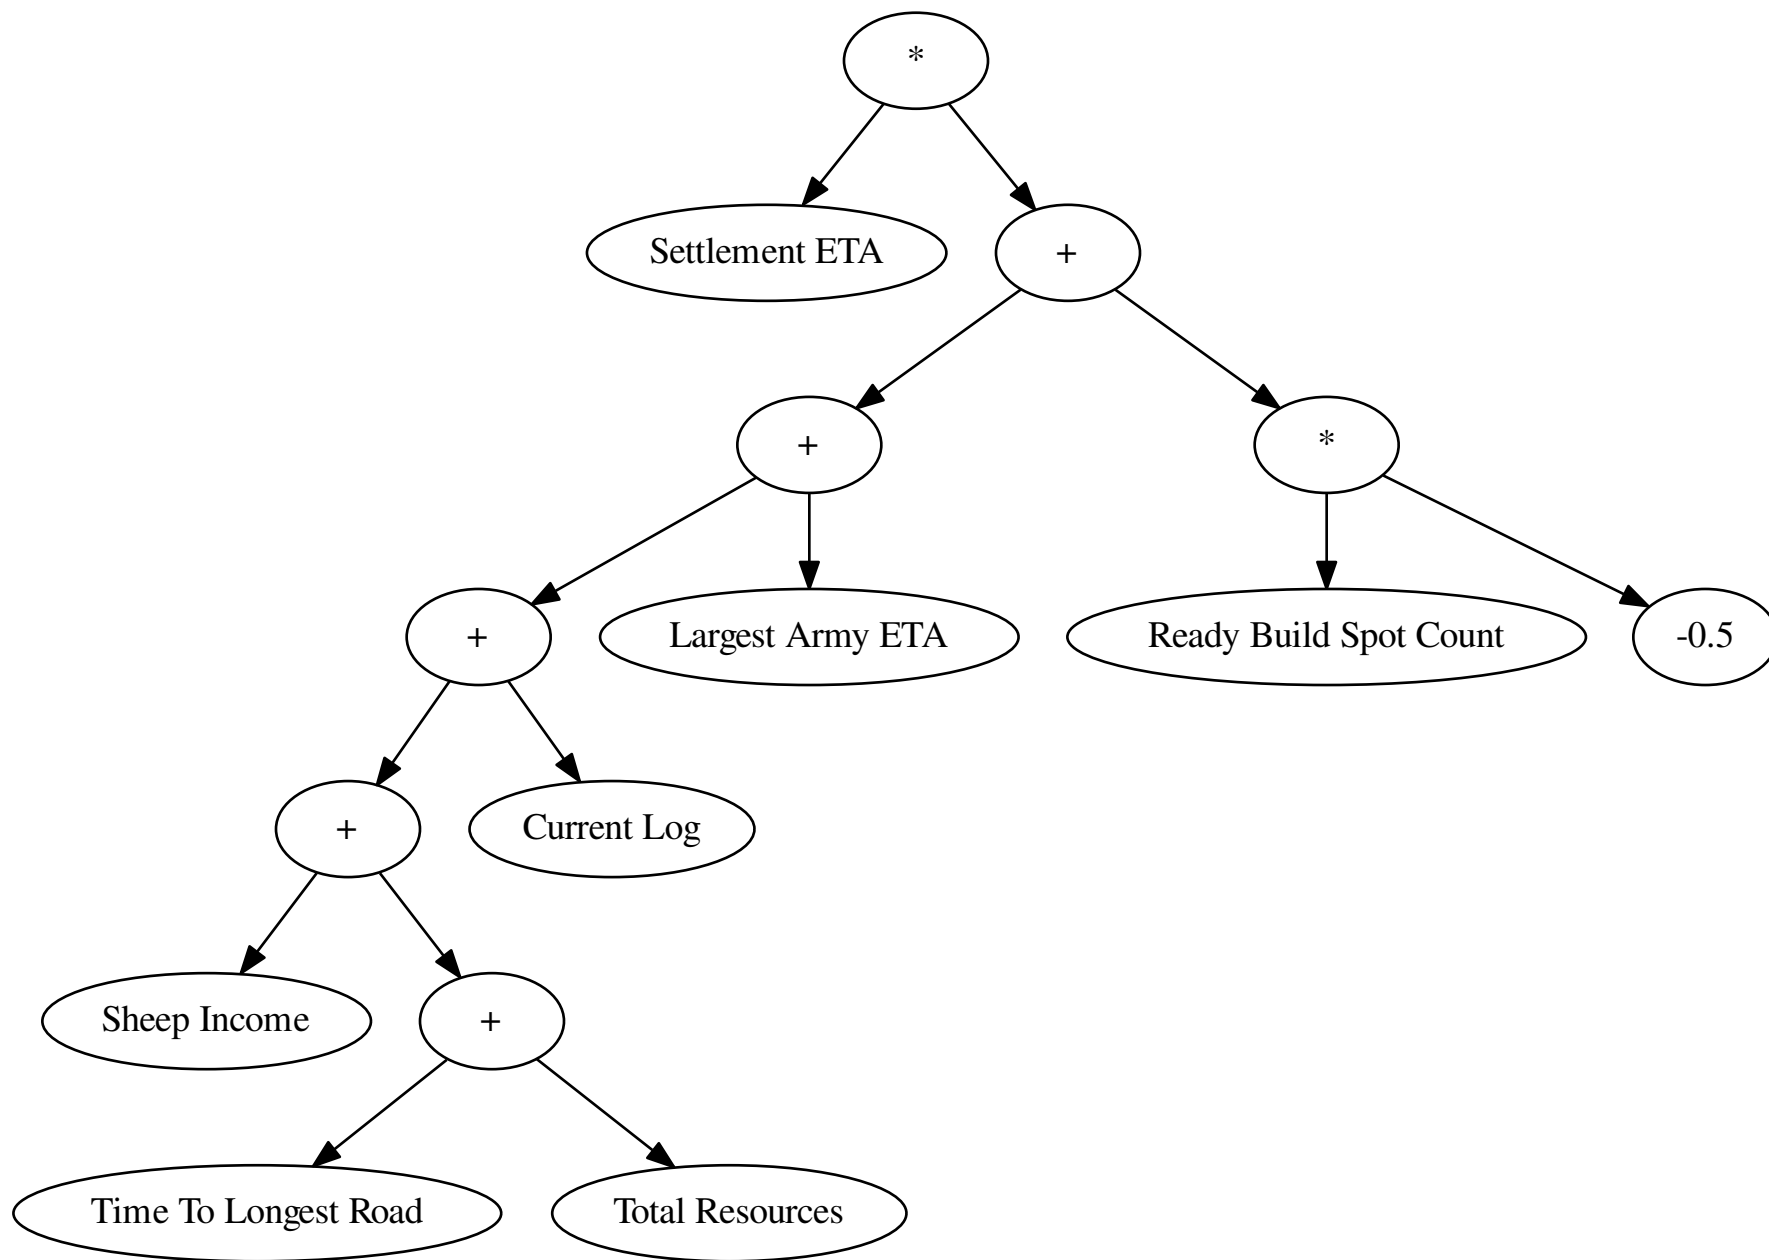 *
Settlement ETA
+
+
*
+
Largest Army ETA
Ready Build Spot Count
-0.5
+
Current Log
Sheep Income
+
Time To Longest Road
Total Resources